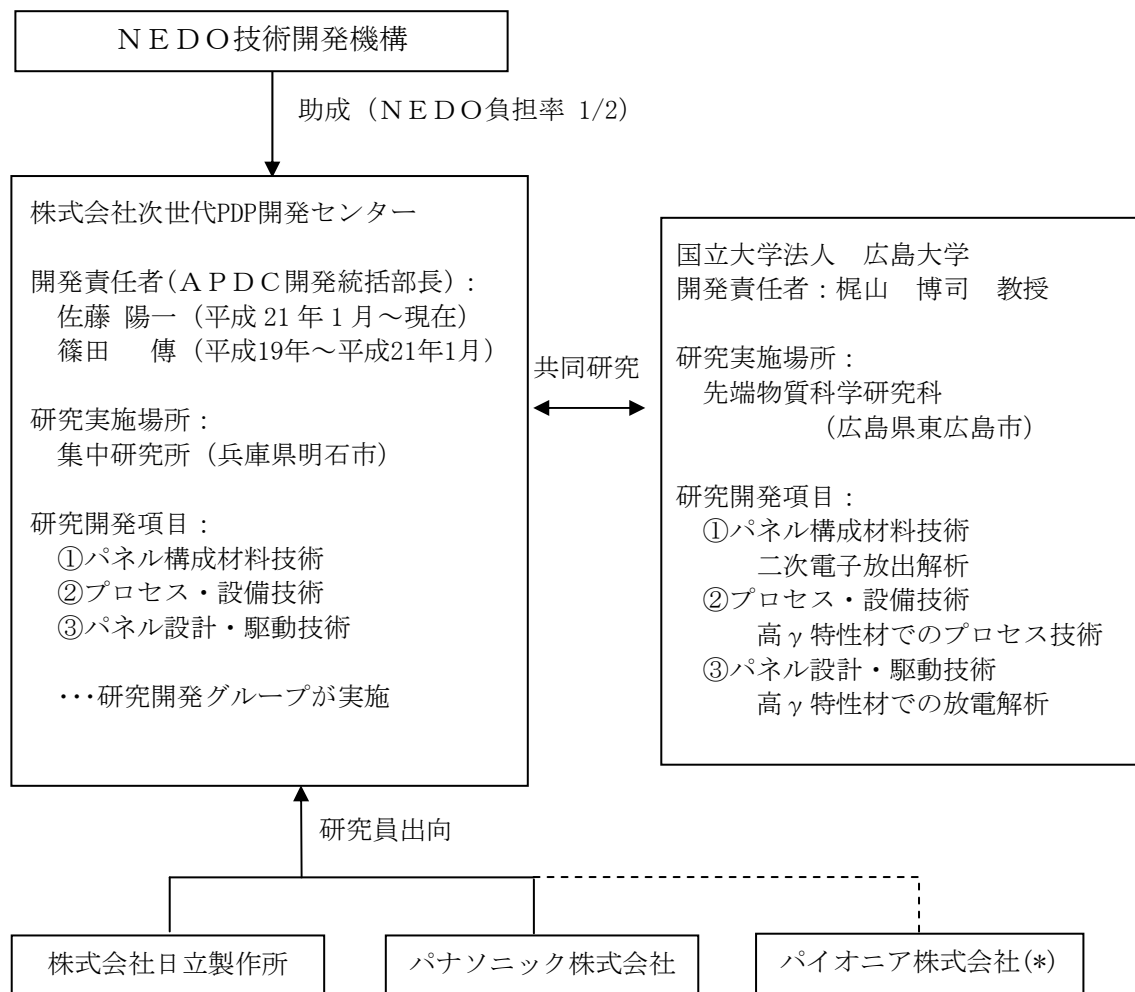 ＮＥＤＯ技術開発機構
助成（ＮＥＤＯ負担率 1/2）
株式会社次世代PDP開発センター
開発責任者（ＡＰＤＣ開発統括部長）：
佐藤 陽一（平成 21 年 1 月～現在）
篠田　 傳（平成19年～平成21年1月）
研究実施場所：
集中研究所（兵庫県明石市）
研究開発項目：
①パネル構成材料技術
②プロセス・設備技術
③パネル設計・駆動技術
･･･研究開発グループが実施
共同研究
国立大学法人　広島大学
開発責任者：梶山　博司　教授
研究実施場所：
先端物質科学研究科
（広島県東広島市）
研究開発項目：
①パネル構成材料技術
二次電子放出解析
②プロセス・設備技術
高γ特性材でのプロセス技術
③パネル設計・駆動技術
高γ特性材での放電解析
研究員出向
株式会社日立製作所
パナソニック株式会社
パイオニア株式会社(*)